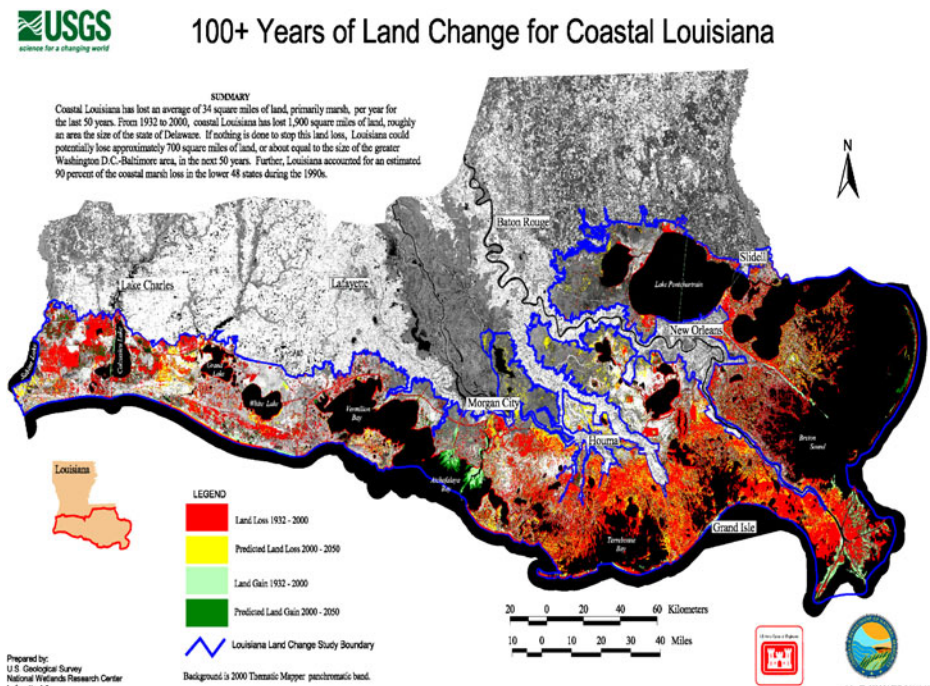 USGS
science for a changing world
100+ Years of Land Change for Coastal Louisiana
SUMMARY
Coastal Louisiana has lost an average of 34 square miles of land, primarily marsh, per year for
the last 50 years. From 1932 to 2000, coastal Louisiana has lost 1,900 square miles of land, roughly
an area the size of the state of Delaware. If nothing is done to stop this land loss, Louisiana could
potentially lose approximately 700 square miles of land, or about equal to the size of the greater
Washington D.C.-Baltimore area, in the next 50 years. Further, Louisiana accounted for an estimated
90 percent of the coastal marsh loss in the lower 48 states during the 1990s.
N
Baton Rouge
Slidell
Lake Charles
Lafayette
Lake Pontchartrain
New Orleans
Sabine Lake
Calcasieu Lake
Grand
Lake
White Lake
Vermilion
Bay
Morgan City
Houma
Breton
Sound
Atchafalaya
Bay
Terrebonne
Bay
Grand Isle
Louisiana
LEGEND
Land Loss 1932 - 2000
Predicted Land Loss 2000 - 2050
Land Gain 1932 - 2000
Predicted Land Gain 2000 - 2050
Louisiana Land Change Study Boundary
20 0 20 40 60 Kilometers
10 0 10 20 30 40 Miles
Prepared by:
U.S. Geological Survey
National Wetlands Research Center
Background is 2000 Thematic Mapper panchromatic band.